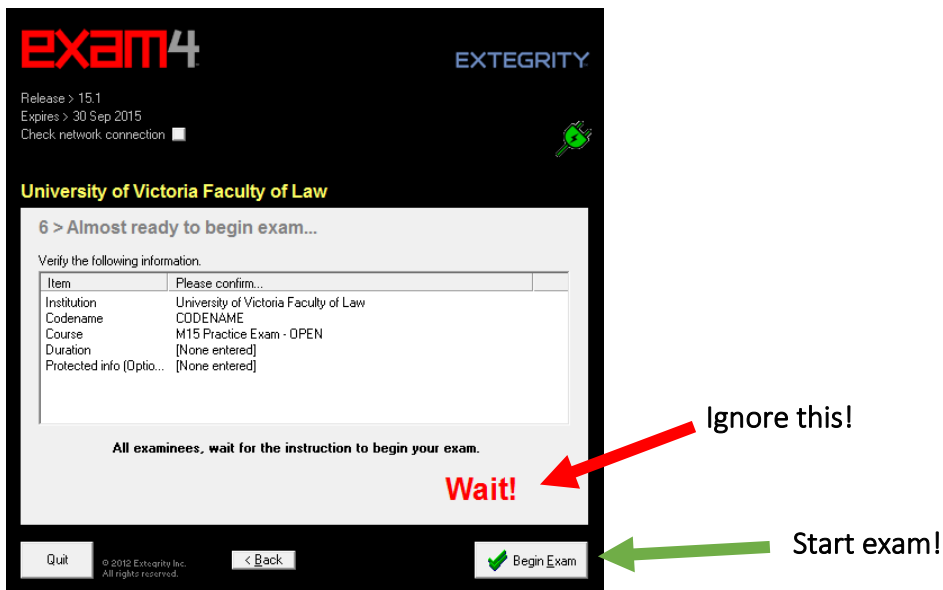 exam4
EXTEGRITY
Release > 15.1
Expires > 30 Sep 2015
Check network connection
University of Victoria Faculty of Law
6 > Almost ready to begin exam...
Verify the following information.
Item Please confirm...
Institution University of Victoria Faculty of Law
Codename CODENAME
Course M15 Practice Exam - OPEN
Duration [None entered]
Protected info (Optio... [None entered]
Ignore this!
All examinees, wait for the instruction to begin your exam.
Wait!
Start exam!
Quit
© 2012 Extegrity Inc.
All rights reserved.
< Back
Begin Exam